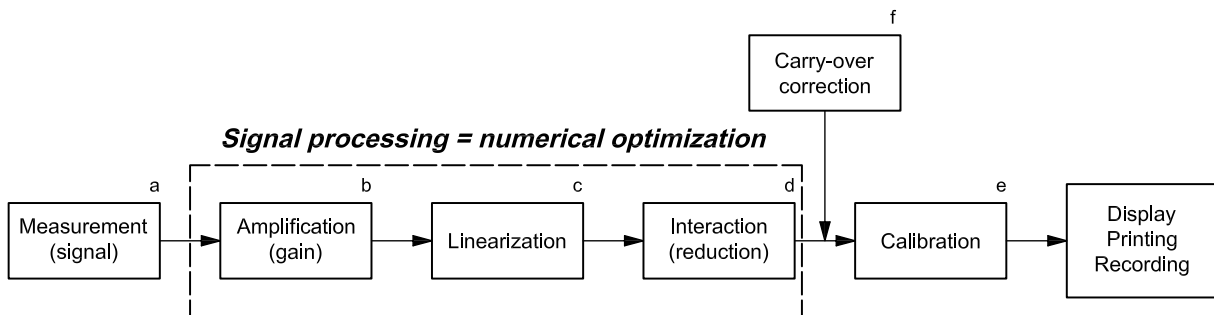 f
Carry-over
correction
Signal processing = numerical optimization
a
b
c
d
e
Measurement
(signal)
Amplification
(gain)
Linearization
Interaction
(reduction)
Calibration
Display
Printing
Recording